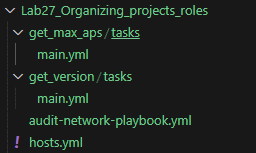 Lab27_Organizing_projects_roles
get_max_aps/tasks
main.yml
get_version/tasks
main.yml
audit-network-playbook.yml
! hosts.yml